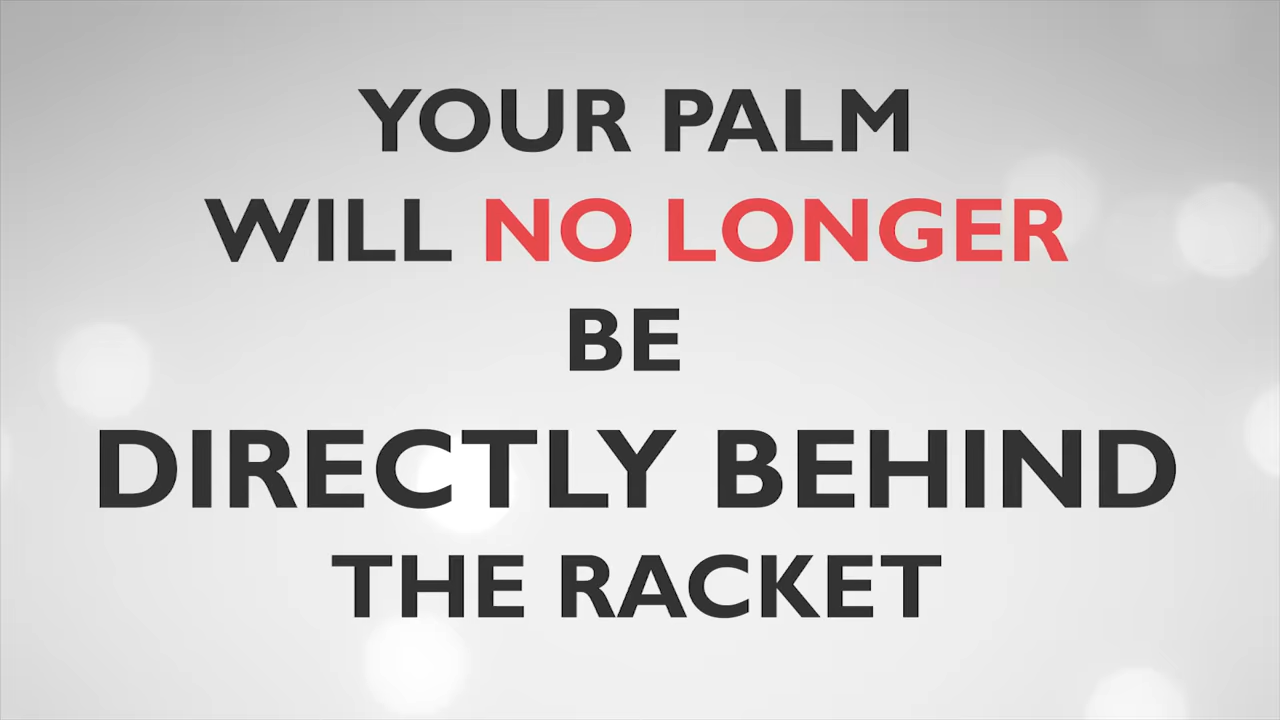 YOUR PALM
WILL NO LONGER
BE
DIRECTLY BEHIND
THE RACKET